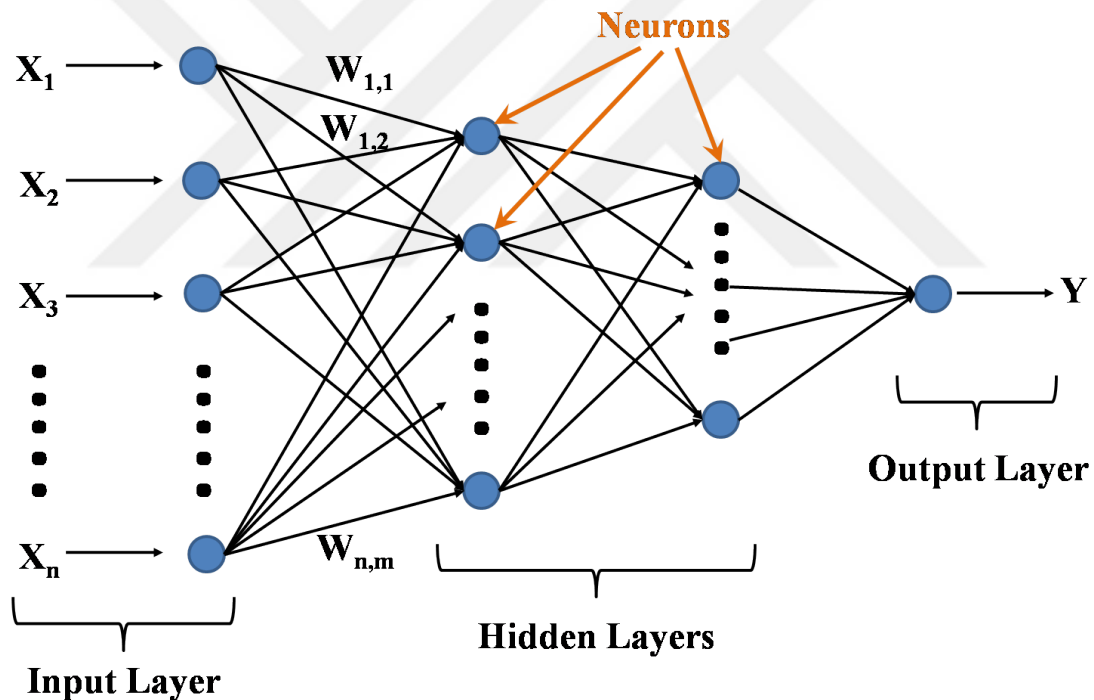 Neurons
X₁
W₁,₁
W₁,₂
X₂
X₃
Y
Output Layer
Xₙ
Wₙ,ₘ
Hidden Layers
Input Layer